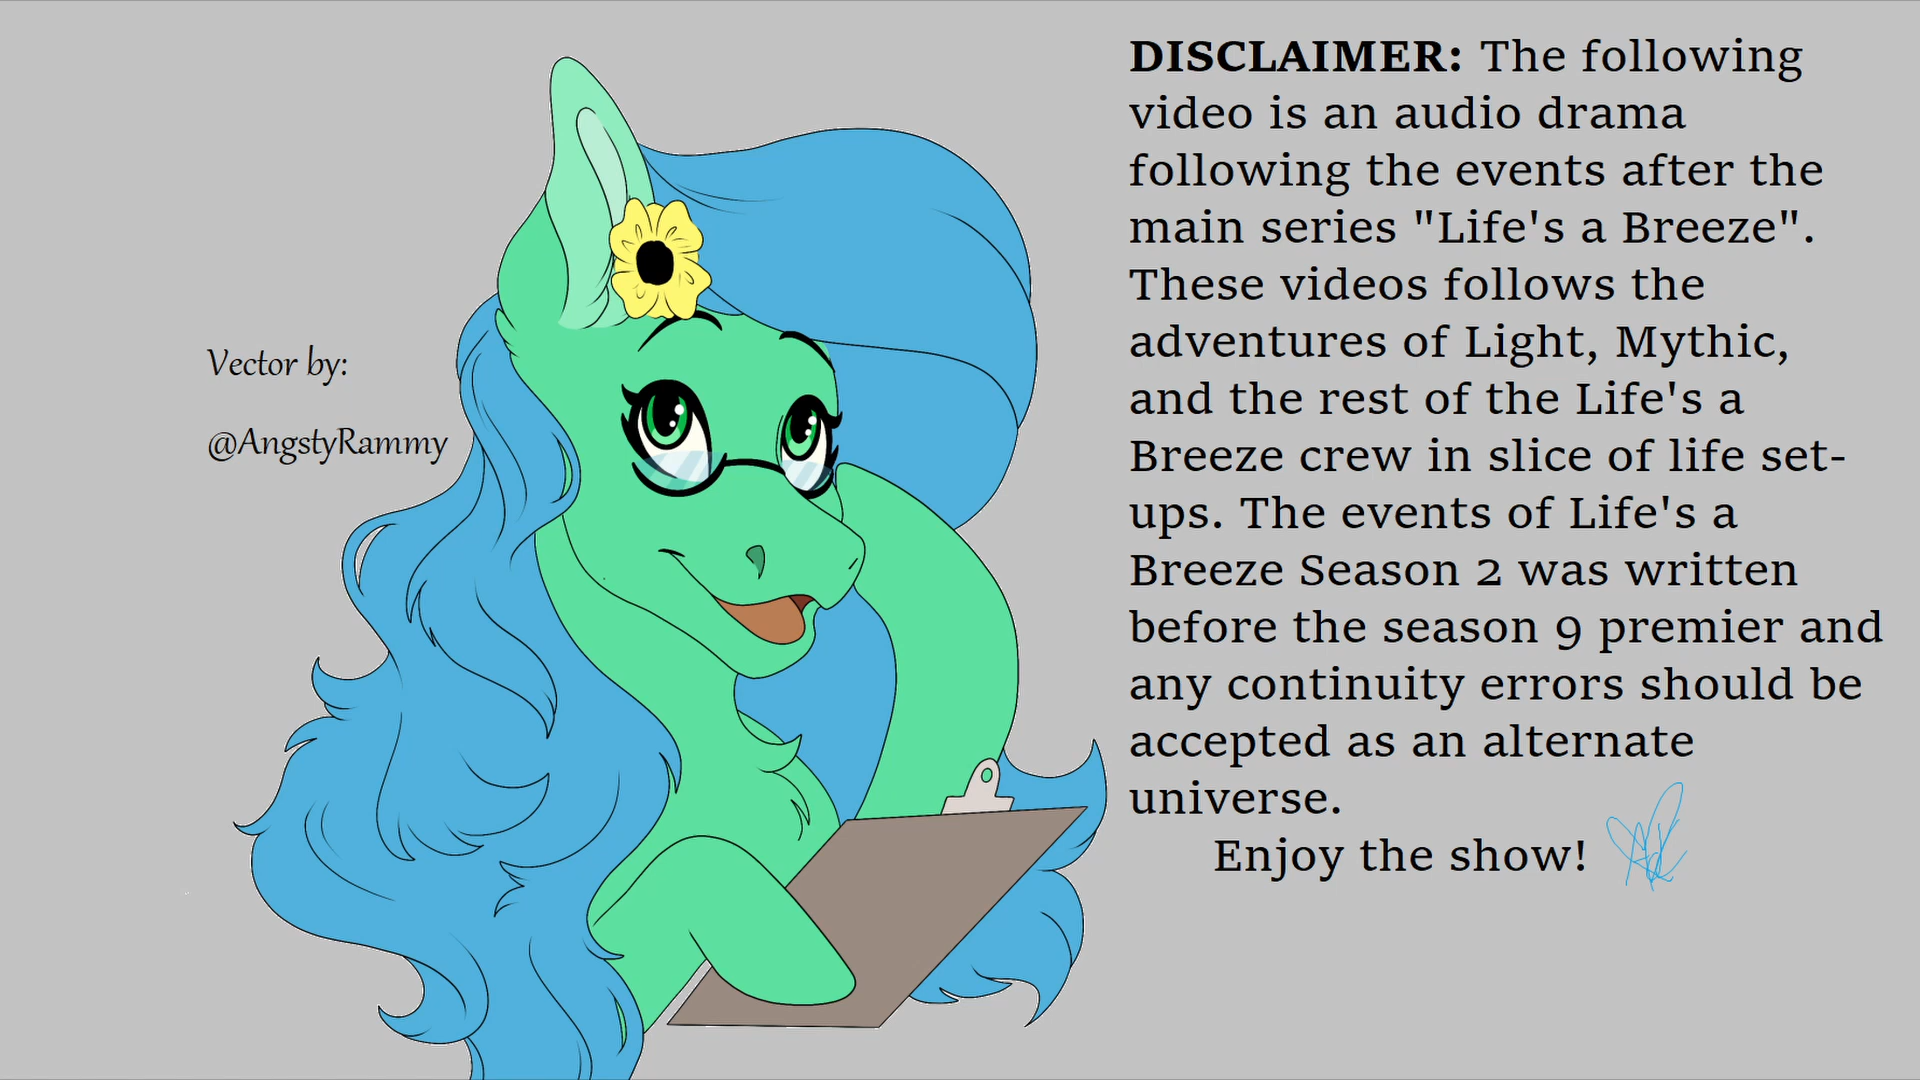 Vector by:
@AngstyRammy
DISCLAIMER: The following
video is an audio drama
following the events after the
main series "Life's a Breeze".
These videos follows the
adventures of Light, Mythic,
and the rest of the Life's a
Breeze crew in slice of life set-
ups. The events of Life's a
Breeze Season 2 was written
before the season 9 premier and
any continuity errors should be
accepted as an alternate
universe.
Enjoy the show!